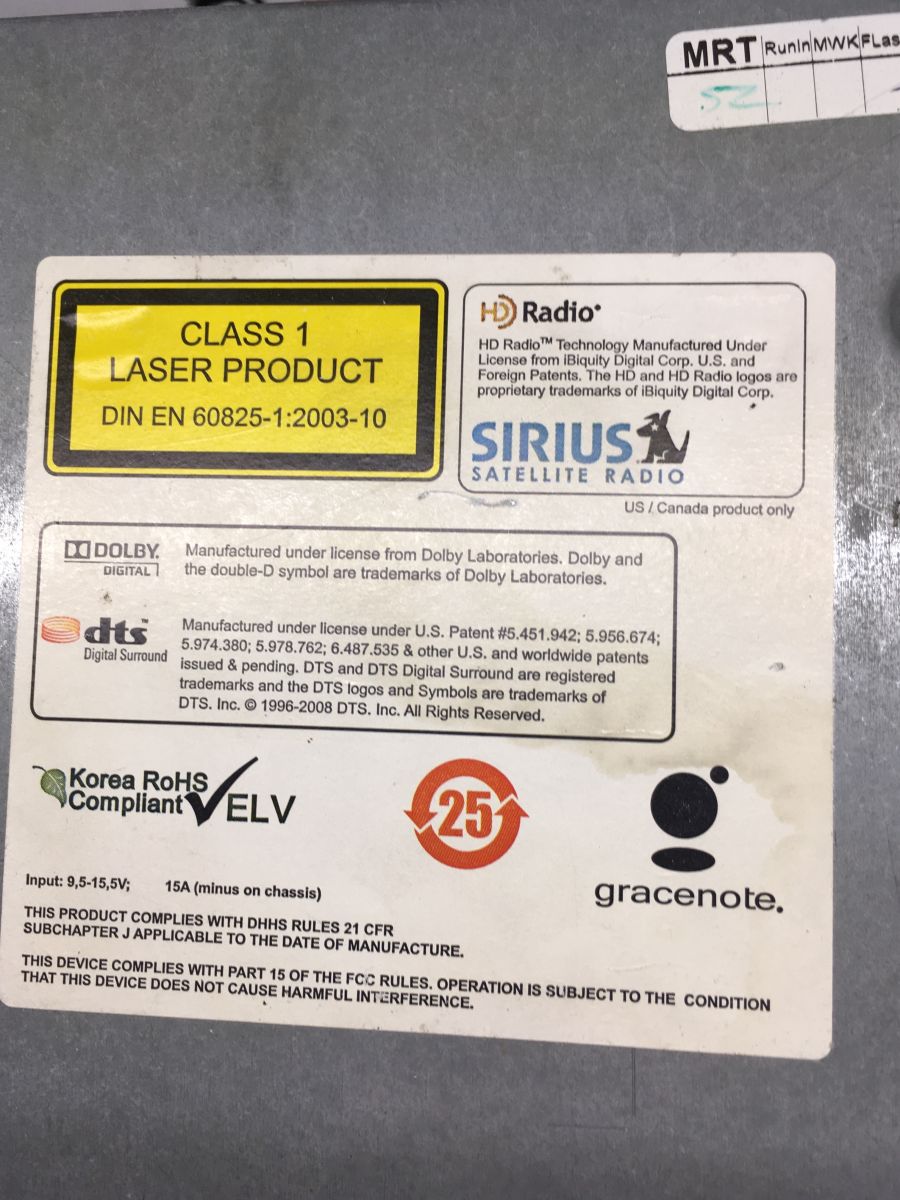 MRT RunIn MWK FLas
SZ
CLASS 1
LASER PRODUCT
DIN EN 60825-1:2003-10
HD Radio
HD Radio™ Technology Manufactured Under
License from iBiquity Digital Corp. U.S. and
Foreign Patents. The HD and HD Radio logos are
proprietary trademarks of iBiquity Digital Corp.
SIRIUS
SATELLITE RADIO
US / Canada product only
DOLBY
DIGITAL
Manufactured under license from Dolby Laboratories. Dolby and
the double-D symbol are trademarks of Dolby Laboratories.
dts™
Digital Surround
Manufactured under license under U.S. Patent #5.451.942; 5.956.674;
5.974.380; 5.978.762; 6.487.535 & other U.S. and worldwide patents
issued & pending. DTS and DTS Digital Surround are registered
trademarks and the DTS logos and Symbols are trademarks of
DTS. Inc. © 1996-2008 DTS. Inc. All Rights Reserved.
Korea RoHS
Compliant ELV
25
gracenote.
Input: 9,5-15,5V; 15A (minus on chassis)
THIS PRODUCT COMPLIES WITH DHHS RULES 21 CFR
SUBCHAPTER J APPLICABLE TO THE DATE OF MANUFACTURE.
THIS DEVICE COMPLIES WITH PART 15 OF THE FCC RULES. OPERATION IS SUBJECT TO THE CONDITION
THAT THIS DEVICE DOES NOT CAUSE HARMFUL INTERFERENCE.